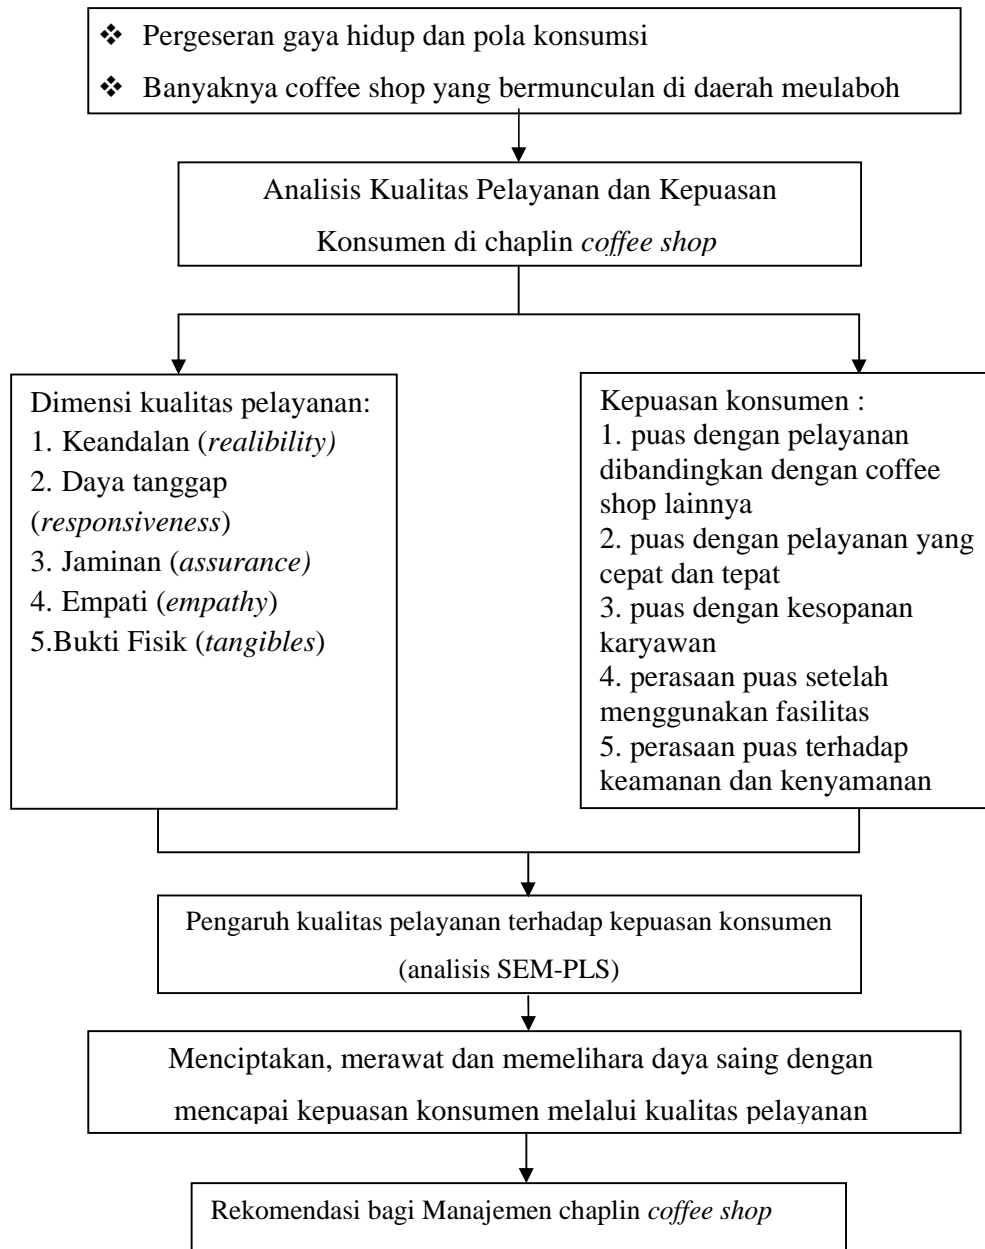 ❖ Pergeseran gaya hidup dan pola konsumsi
❖ Banyaknya coffee shop yang bermunculan di daerah meulaboh
Analisis Kualitas Pelayanan dan Kepuasan
Konsumen di chaplin coffee shop
Dimensi kualitas pelayanan:
1. Keandalan (realibility)
2. Daya tanggap
(responsiveness)
3. Jaminan (assurance)
4. Empati (empathy)
5.Bukti Fisik (tangibles)
Kepuasan konsumen :
1. puas dengan pelayanan
dibandingkan dengan coffee
shop lainnya
2. puas dengan pelayanan yang
cepat dan tepat
3. puas dengan kesopanan
karyawan
4. perasaan puas setelah
menggunakan fasilitas
5. perasaan puas terhadap
keamanan dan kenyamanan
Pengaruh kualitas pelayanan terhadap kepuasan konsumen
(analisis SEM-PLS)
Menciptakan, merawat dan memelihara daya saing dengan
mencapai kepuasan konsumen melalui kualitas pelayanan
Rekomendasi bagi Manajemen chaplin coffee shop